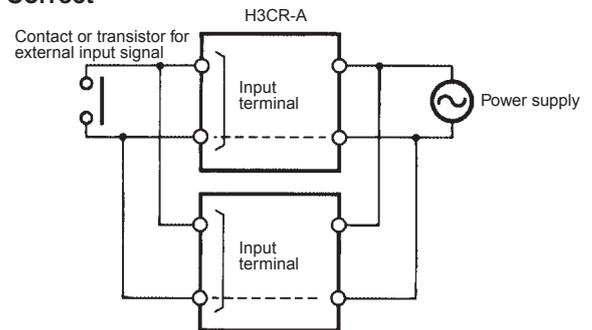 Correct
H3CR-A
Contact or transistor for
external input signal
Input
terminal
Power supply
Input
terminal